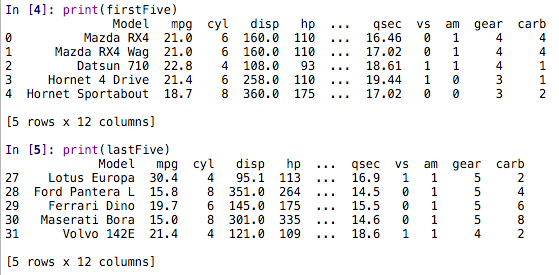 In [4]: print(firstFive)
               Model   mpg  cyl   disp   hp  ...   qsec  vs  am  gear  carb
0          Mazda RX4  21.0    6  160.0  110  ...  16.46   0   1     4     4
1      Mazda RX4 Wag  21.0    6  160.0  110  ...  17.02   0   1     4     4
2         Datsun 710  22.8    4  108.0   93  ...  18.61   1   1     4     1
3     Hornet 4 Drive  21.4    6  258.0  110  ...  19.44   1   0     3     1
4  Hornet Sportabout  18.7    8  360.0  175  ...  17.02   0   0     3     2
[5 rows x 12 columns]
In [5]: print(lastFive)
             Model   mpg  cyl   disp   hp  ...  qsec  vs  am  gear  carb
27    Lotus Europa  30.4    4   95.1  113  ...  16.9   1   1     5     2
28  Ford Pantera L  15.8    8  351.0  264  ...  14.5   0   1     5     4
29    Ferrari Dino  19.7    6  145.0  175  ...  15.5   0   1     5     6
30   Maserati Bora  15.0    8  301.0  335  ...  14.6   0   1     5     8
31      Volvo 142E  21.4    4  121.0  109  ...  18.6   1   1     4     2
[5 rows x 12 columns]